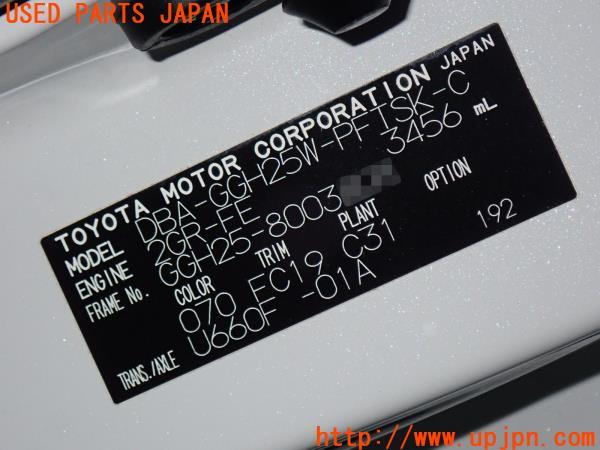 USED PARTS JAPAN
TOYOTA MOTOR CORPORATION JAPAN
MODEL DBA-GGH25W-PFTSK-C
ENGINE 2GR-FE 3456 mL
FRAME No. GGH25-8003
COLOR TRIM PLANT OPTION
070 FC19 C31 192
TRANS./AXLE U660F -01A
http://www.upjpn.com/